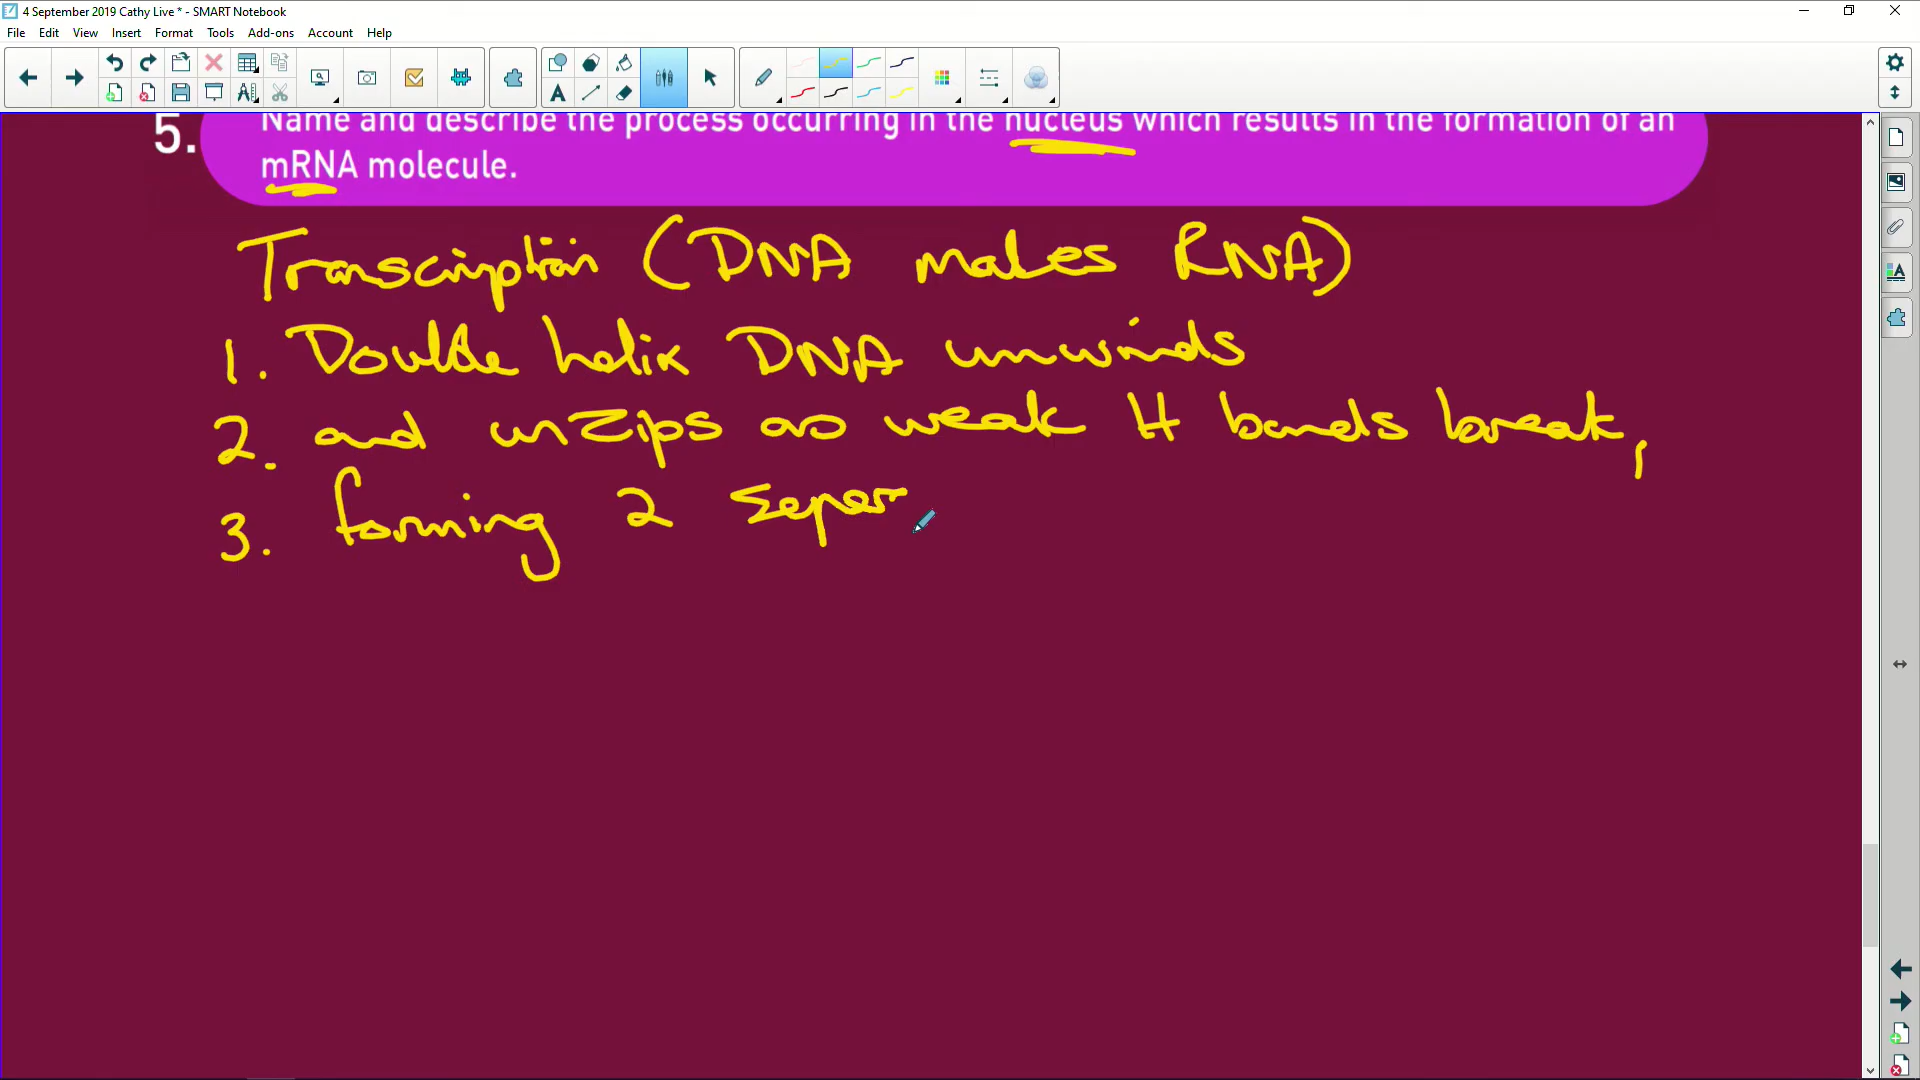 4 September 2019 Cathy Live * - SMART Notebook
File Edit View Insert Format Tools Add-ons Account Help
5. Name and describe the process occurring in the nucleus which results in the formation of an
mRNA molecule.
Transcription (DNA makes RNA)
1. Double helix DNA unwinds
2. and unzips as weak H bonds break,
3. forming 2 separ